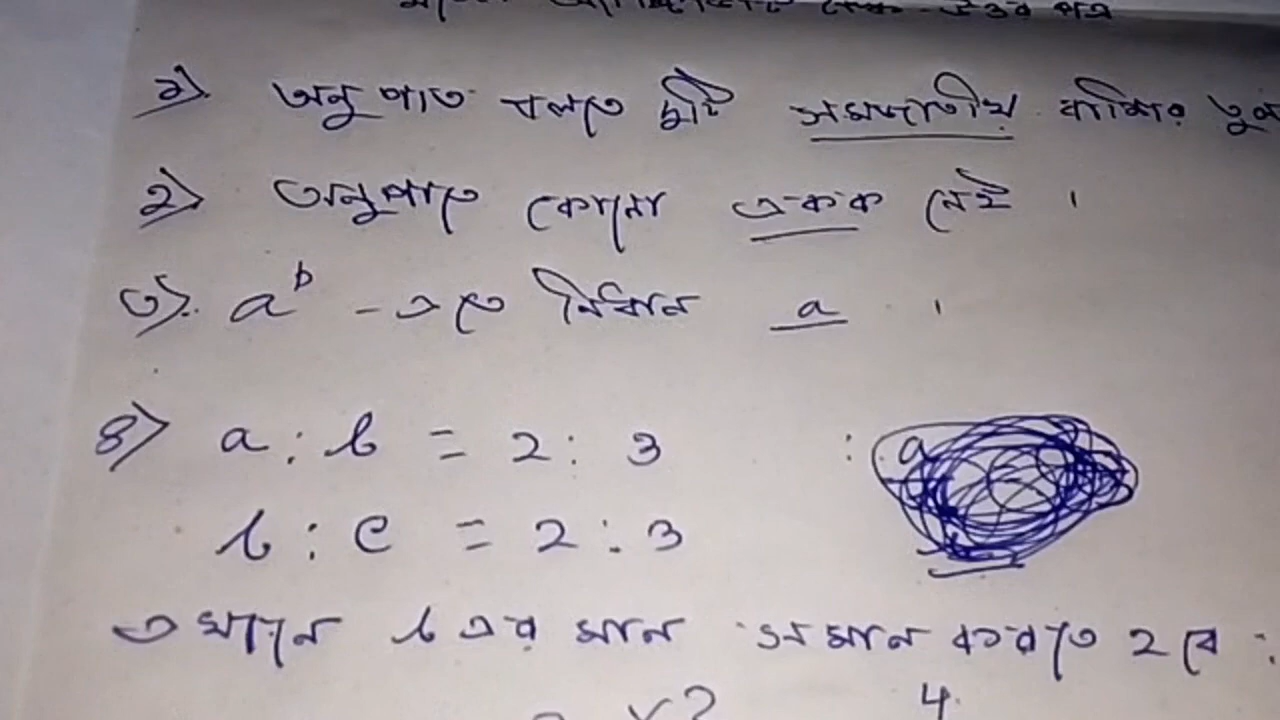 ১) অনুপাত বলতে দুটি সমজাতীয় রাশির
২) অনুপাতে কোনো একক নেই ।
৩) a^b -এতে নিধান a ।
৪) a : b = 2 : 3 : a
b : c = 2 : 3
এখানে b এর মান সমান করতে হবে :
4